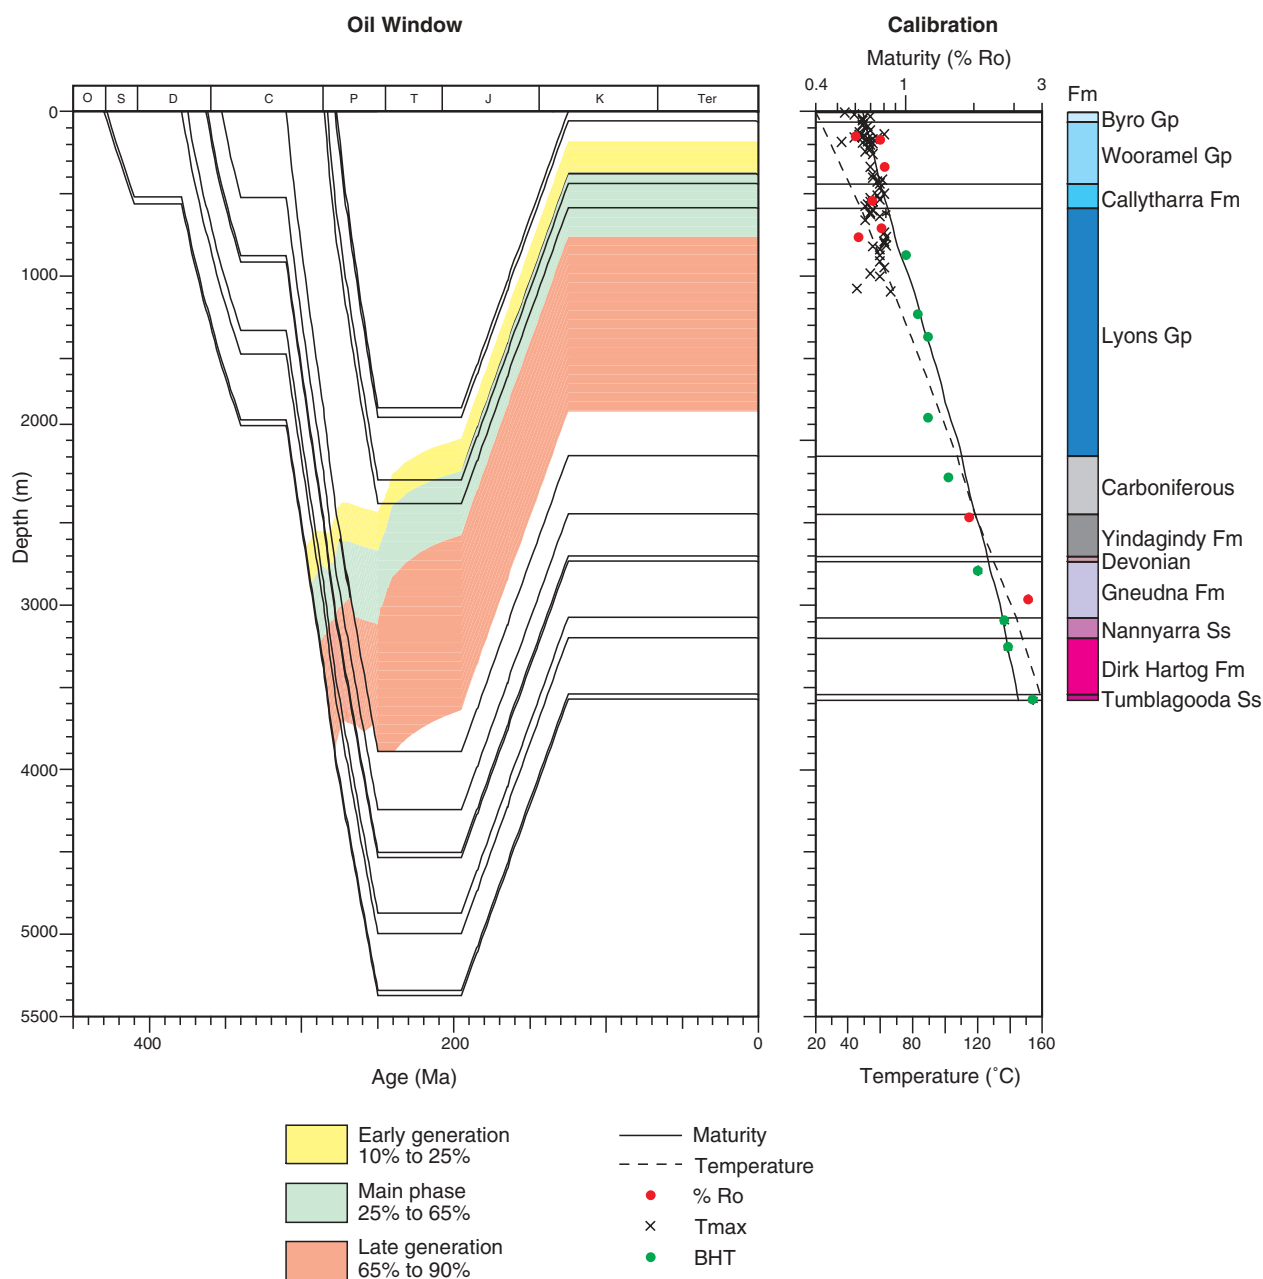 Oil Window
Calibration
Maturity (% Ro)
0.4 1 3
Fm
O S D C P T J K Ter
0
1000
2000
3000
4000
5000
5500
Depth (m)
400 200 0
Age (Ma)
20 40 80 120 160
Temperature (˚C)
Byro Gp
Wooramel Gp
Callytharra Fm
Lyons Gp
Carboniferous
Yindagindy Fm
Devonian
Gneudna Fm
Nannyarra Ss
Dirk Hartog Fm
Tumblagooda Ss
Early generation
10% to 25%
Main phase
25% to 65%
Late generation
65% to 90%
Maturity
Temperature
% Ro
Tmax
BHT